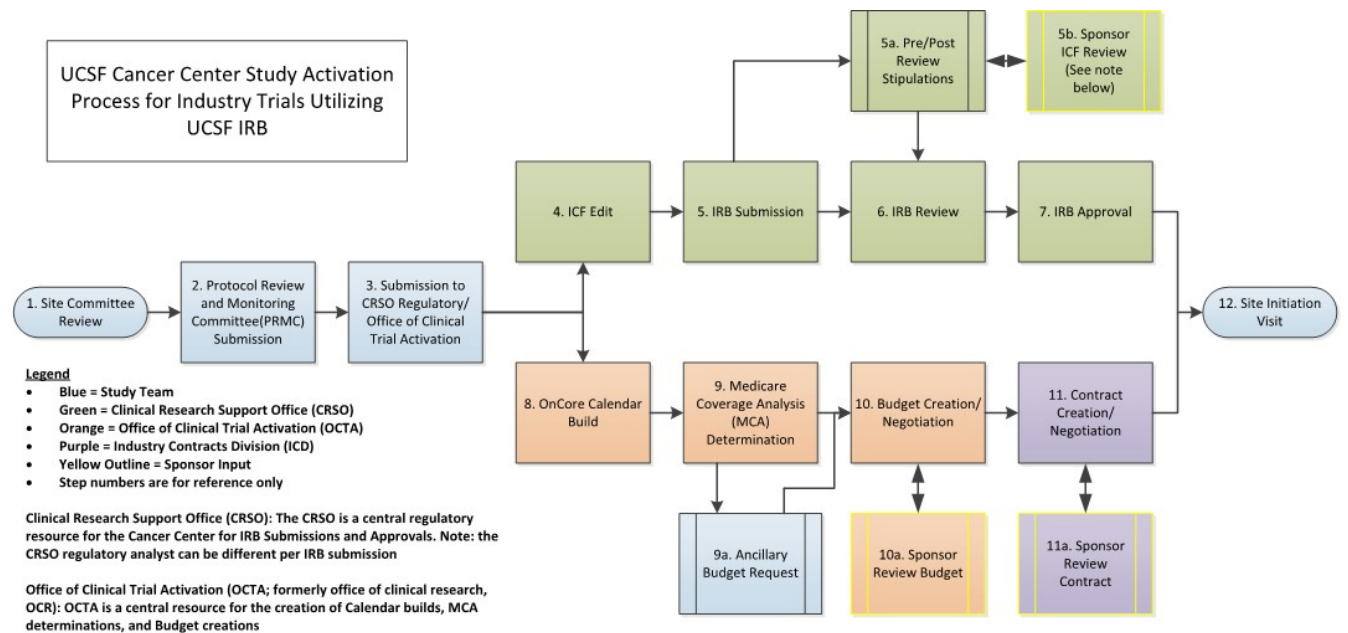 UCSF Cancer Center Study Activation
Process for Industry Trials Utilizing
UCSF IRB
5a. Pre/Post
Review
Stipulations
5b. Sponsor
ICF Review
(See note
below)
4. ICF Edit
5. IRB Submission
6. IRB Review
7. IRB Approval
1. Site Committee
Review
2. Protocol Review
and Monitoring
Committee(PRMC)
Submission
3. Submission to
CRSO Regulatory/
Office of Clinical
Trial Activation
12. Site Initiation
Visit
8. OnCore Calendar
Build
9. Medicare
Coverage Analysis
(MCA)
Determination
10. Budget Creation/
Negotiation
11. Contract
Creation/
Negotiation
9a. Ancillary
Budget Request
10a. Sponsor
Review Budget
11a. Sponsor
Review
Contract
Legend
• Blue = Study Team
• Green = Clinical Research Support Office (CRSO)
• Orange = Office of Clinical Trial Activation (OCTA)
• Purple = Industry Contracts Division (ICD)
• Yellow Outline = Sponsor Input
• Step numbers are for reference only
Clinical Research Support Office (CRSO): The CRSO is a central regulatory
resource for the Cancer Center for IRB Submissions and Approvals. Note: the
CRSO regulatory analyst can be different per IRB submission
Office of Clinical Trial Activation (OCTA; formerly office of clinical research,
OCR): OCTA is a central resource for the creation of Calendar builds, MCA
determinations, and Budget creations